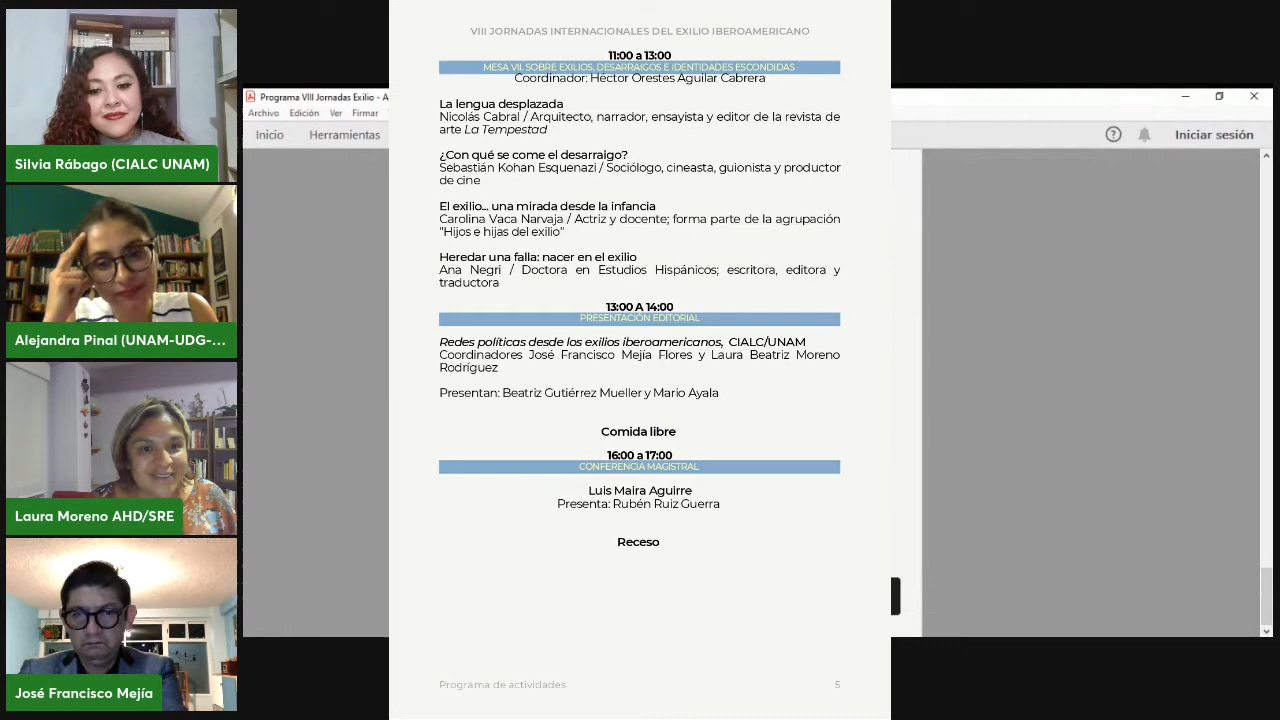 Silvia Rábago (CIALC UNAM)
Alejandra Pinal (UNAM-UDG-...
Laura Moreno AHD/SRE
José Francisco Mejía
Programa VIII Jornadas Exilio - A
Archivo Edición Ver Firmar
Inicio Herramientas
Iniciar sesión
VIII JORNADAS INTERNACIONALES DEL EXILIO IBEROAMERICANO
11:00 a 13:00
MESA VII. SOBRE EXILIOS, DESARRAIGOS E IDENTIDADES ESCONDIDAS
Coordinador: Héctor Orestes Aguilar Cabrera
La lengua desplazada
Nicolás Cabral / Arquitecto, narrador, ensayista y editor de la revista de
arte La Tempestad
¿Con qué se come el desarraigo?
Sebastián Kohan Esquenazi / Sociólogo, cineasta, guionista y productor
de cine
El exilio... una mirada desde la infancia
Carolina Vaca Narvaja / Actriz y docente; forma parte de la agrupación
"Hijos e hijas del exilio"
Heredar una falla: nacer en el exilio
Ana Negri / Doctora en Estudios Hispánicos; escritora, editora y
traductora
13:00 A 14:00
PRESENTACIÓN EDITORIAL
Redes políticas desde los exilios iberoamericanos, CIALC/UNAM
Coordinadores José Francisco Mejía Flores y Laura Beatriz Moreno
Rodríguez
Presentan: Beatriz Gutiérrez Mueller y Mario Ayala
Comida libre
16:00 a 17:00
CONFERENCIA MAGISTRAL
Luis Maira Aguirre
Presenta: Rubén Ruiz Guerra
Receso
Programa de actividades 5